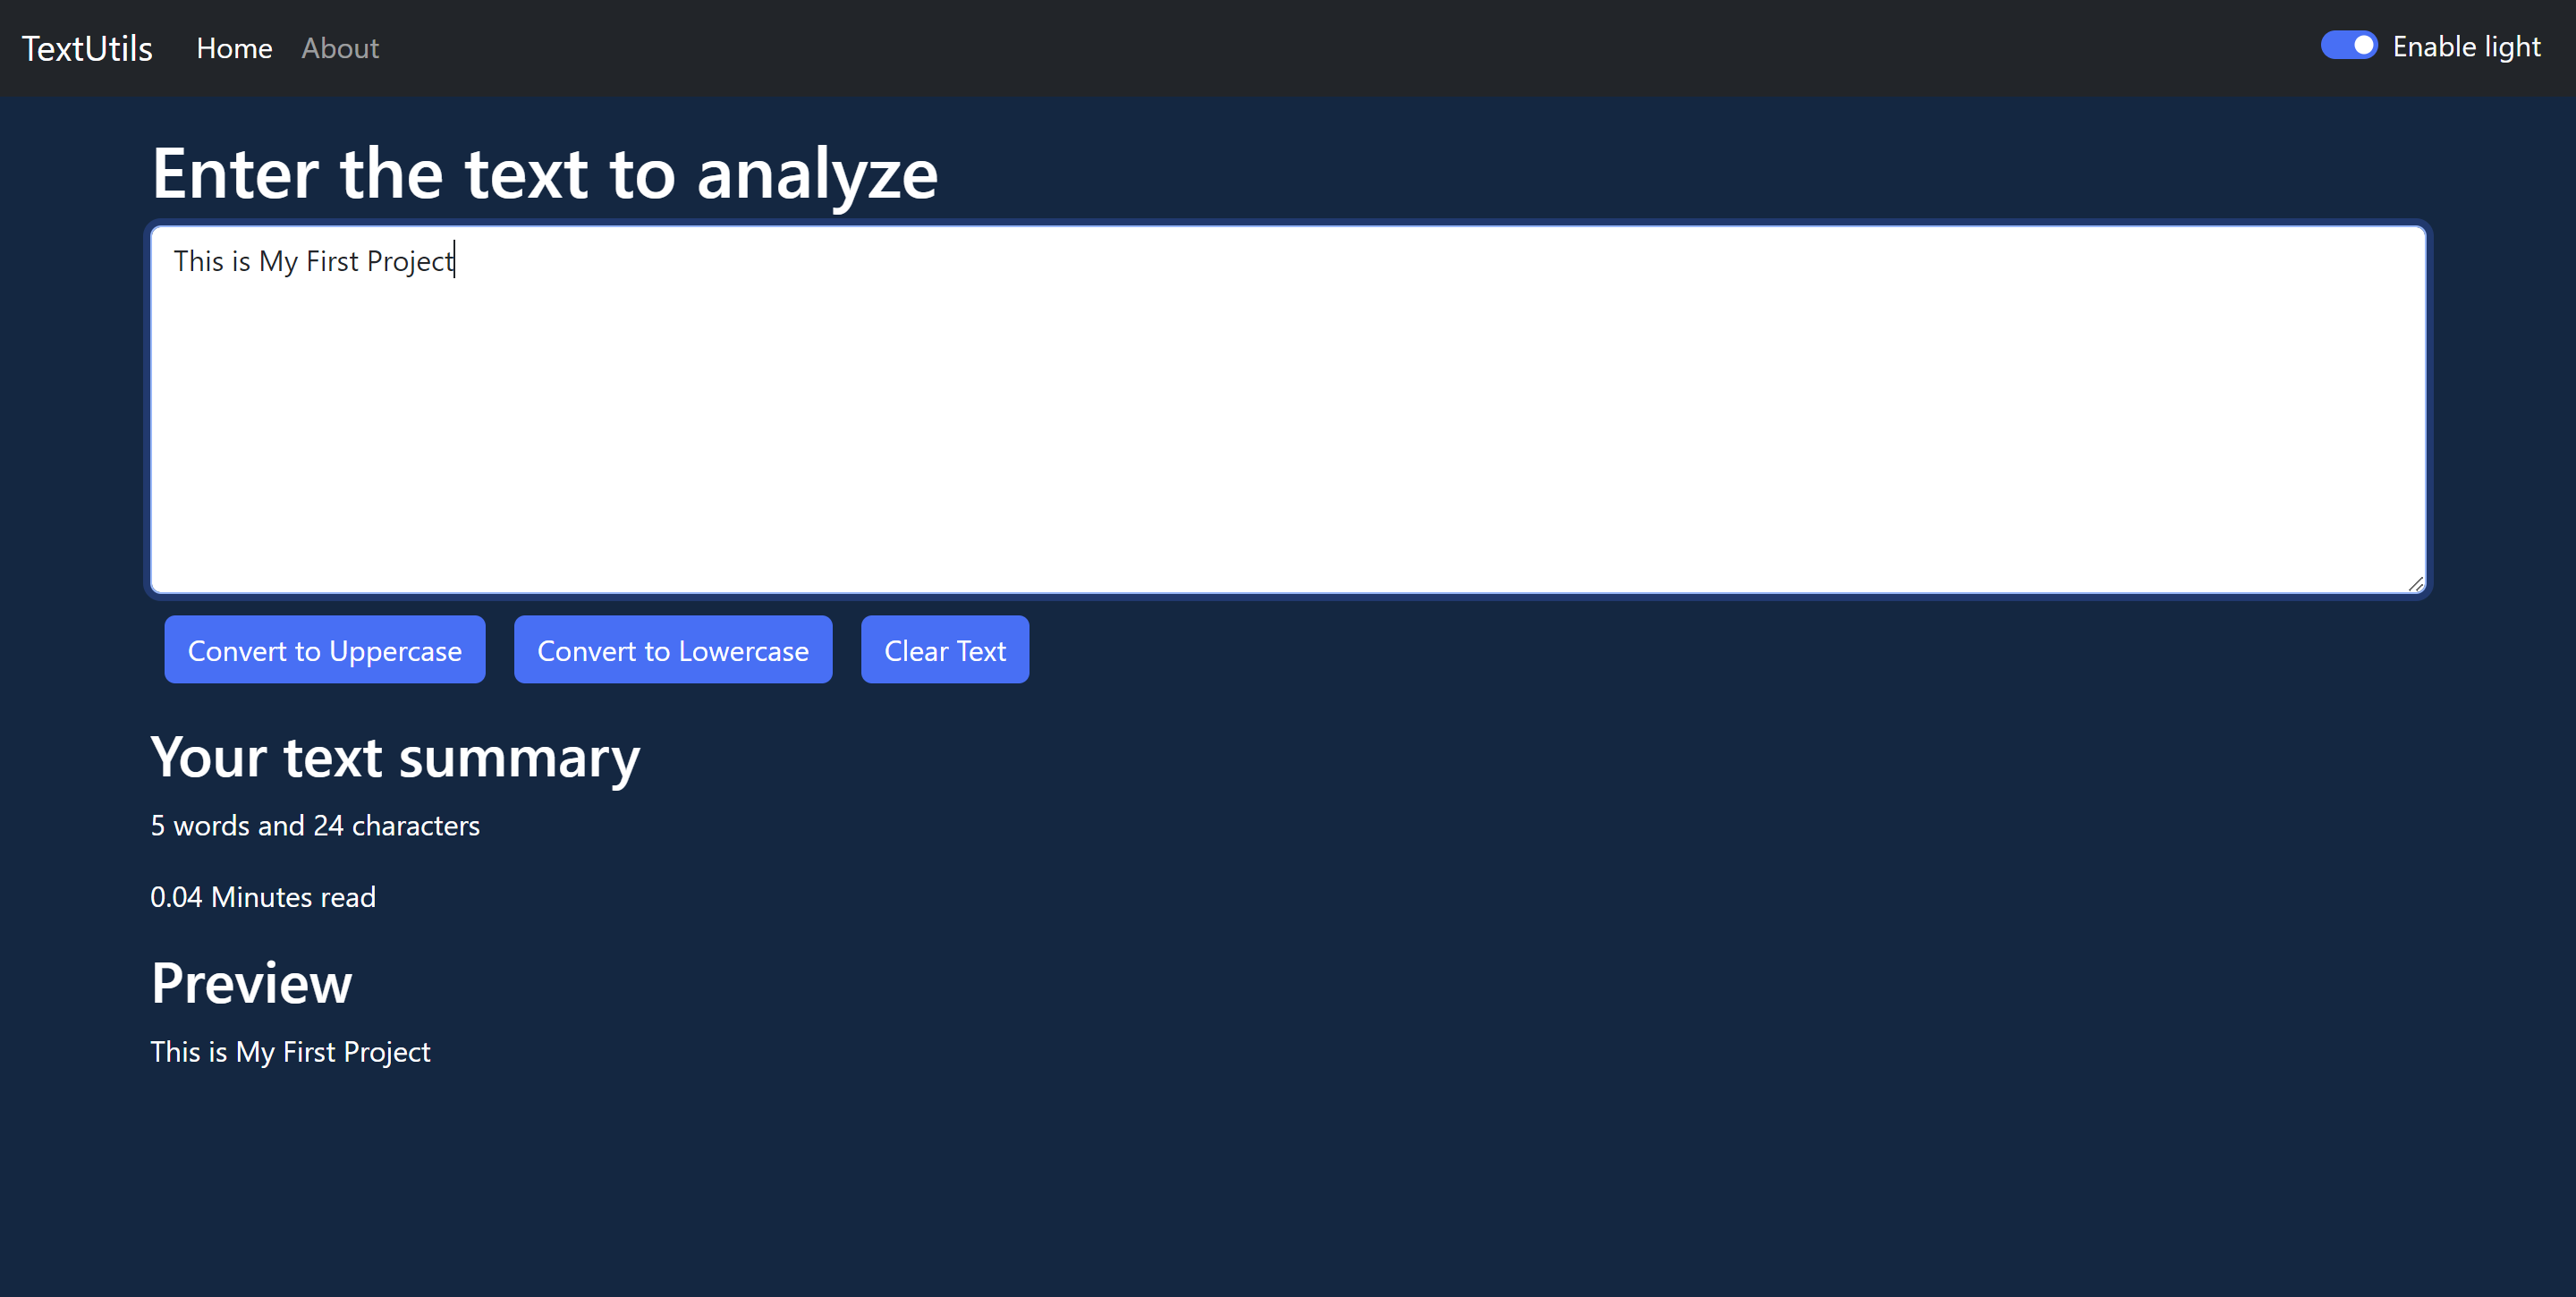 TextUtils Home About Enable light
Enter the text to analyze
This is My First Project
Convert to Uppercase Convert to Lowercase Clear Text
Your text summary
5 words and 24 characters
0.04 Minutes read
Preview
This is My First Project